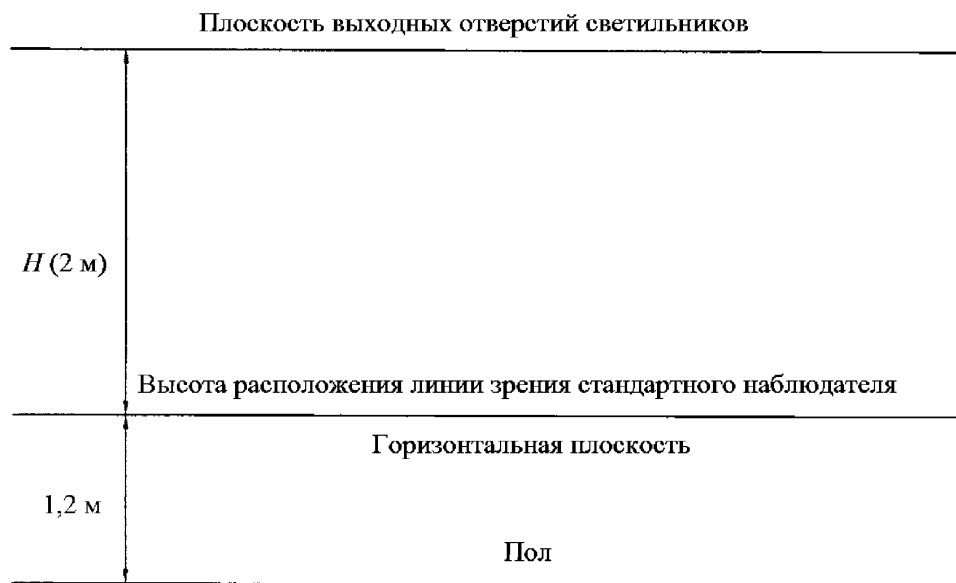 Плоскость выходных отверстий светильников
H (2 м)
Высота расположения линии зрения стандартного наблюдателя
Горизонтальная плоскость
1,2 м
Пол